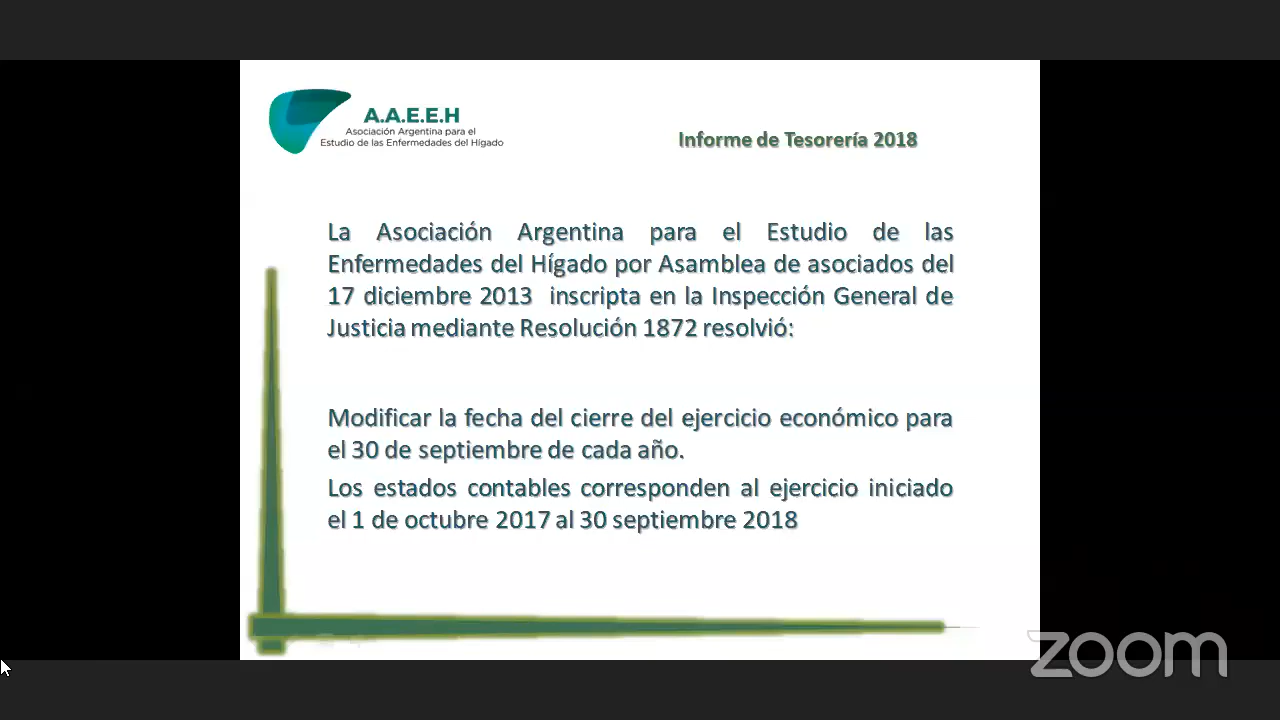 A.A.E.E.H
Asociación Argentina para el
Estudio de las Enfermedades del Hígado
Informe de Tesorería 2018
La Asociación Argentina para el Estudio de las
Enfermedades del Hígado por Asamblea de asociados del
17 diciembre 2013 inscripta en la Inspección General de
Justicia mediante Resolución 1872 resolvió:
Modificar la fecha del cierre del ejercicio económico para
el 30 de septiembre de cada año.
Los estados contables corresponden al ejercicio iniciado
el 1 de octubre 2017 al 30 septiembre 2018
zoom